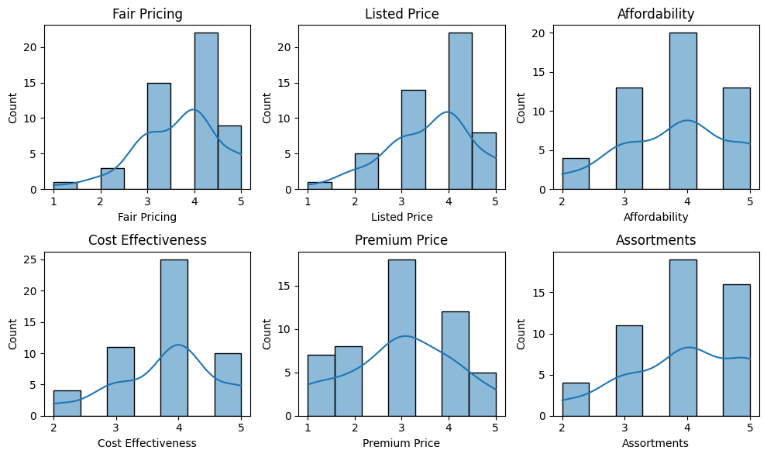 Fair Pricing
Listed Price
Affordability
Count
20
15
10
5
0
1 2 3 4 5
Fair Pricing
Count
20
15
10
5
0
1 2 3 4 5
Listed Price
Count
20
15
10
5
0
2 3 4 5
Affordability
Cost Effectiveness
Premium Price
Assortments
Count
25
20
15
10
5
0
2 3 4 5
Cost Effectiveness
Count
15
10
5
0
1 2 3 4 5
Premium Price
Count
15
10
5
0
2 3 4 5
Assortments